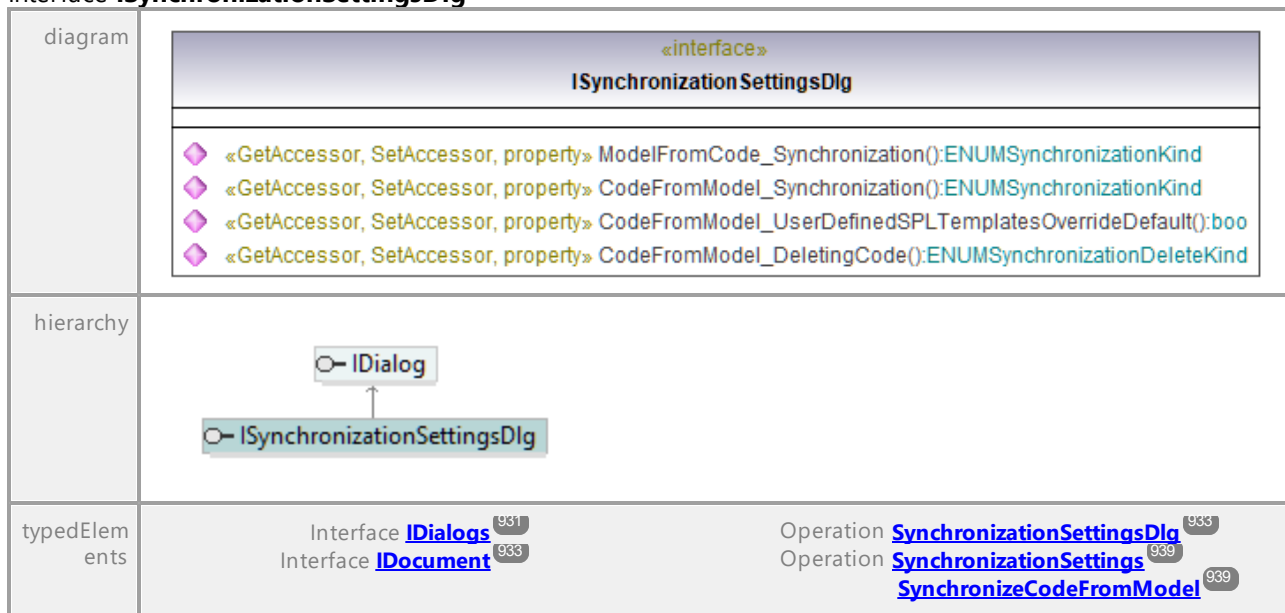 interface ISynchronizationSettingsDlg
diagram
«interface»
ISynchronizationSettingsDlg
«GetAccessor, SetAccessor, property» ModelFromCode_Synchronization():ENUMSynchronizationKind
«GetAccessor, SetAccessor, property» CodeFromModel_Synchronization():ENUMSynchronizationKind
«GetAccessor, SetAccessor, property» CodeFromModel_UserDefinedSPLTemplatesOverrideDefault():boo
«GetAccessor, SetAccessor, property» CodeFromModel_DeletingCode():ENUMSynchronizationDeleteKind
hierarchy
IDialog
ISynchronizationSettingsDlg
typedElem
ents
Interface IDialogs 931
Interface IDocument 933
Operation SynchronizationSettingsDlg 933
Operation SynchronizationSettings 939
SynchronizeCodeFromModel 939